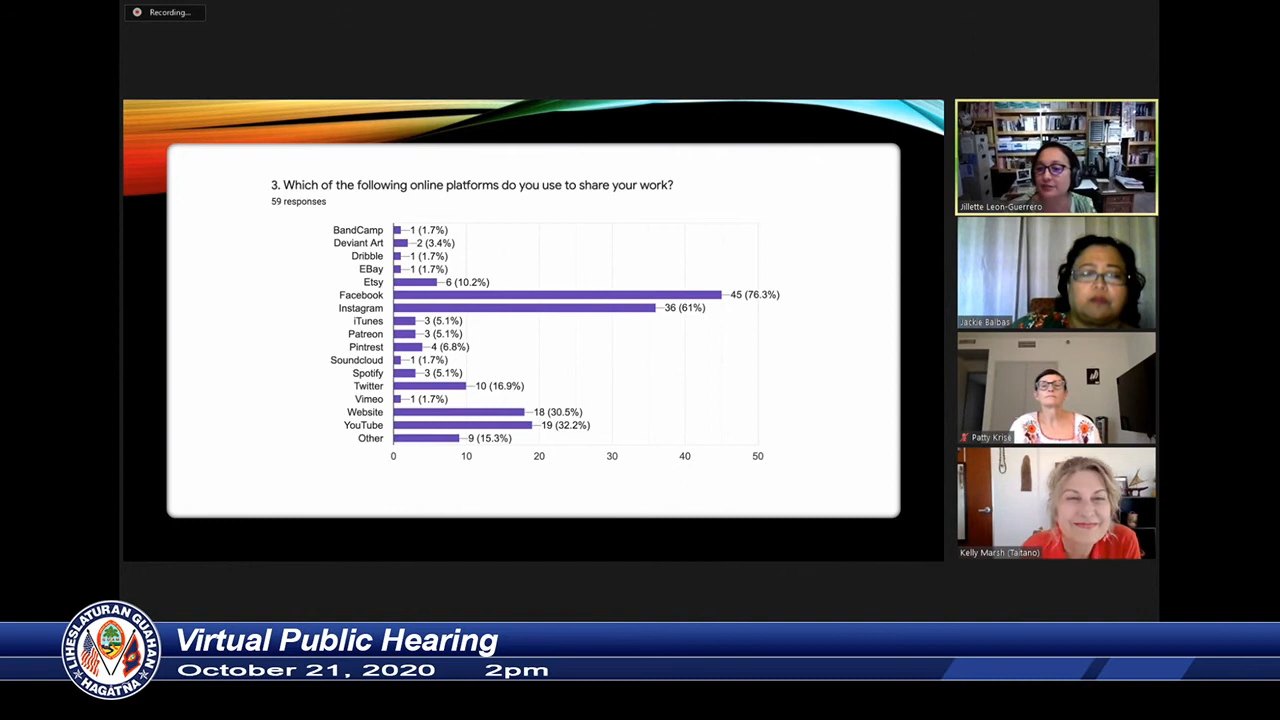 Recording...
3. Which of the following online platforms do you use to share your work?
59 responses
BandCamp 1 (1.7%)
Deviant Art 2 (3.4%)
Dribble 1 (1.7%)
EBay 1 (1.7%)
Etsy 6 (10.2%)
Facebook 45 (76.3%)
Instagram 36 (61%)
iTunes 3 (5.1%)
Patreon 3 (5.1%)
Pintrest 4 (6.8%)
Soundcloud 1 (1.7%)
Spotify 3 (5.1%)
Twitter 10 (16.9%)
Vimeo 1 (1.7%)
Website 18 (30.5%)
YouTube 19 (32.2%)
Other 9 (15.3%)
0 10 20 30 40 50
Jillette Leon-Guerrero
Jackie Balbas
Patty Krise
Kelly Marsh (Taitano)
LIHESLATURAN GUAHAN
HAGÅTÑA
Virtual Public Hearing
October 21, 2020 2pm